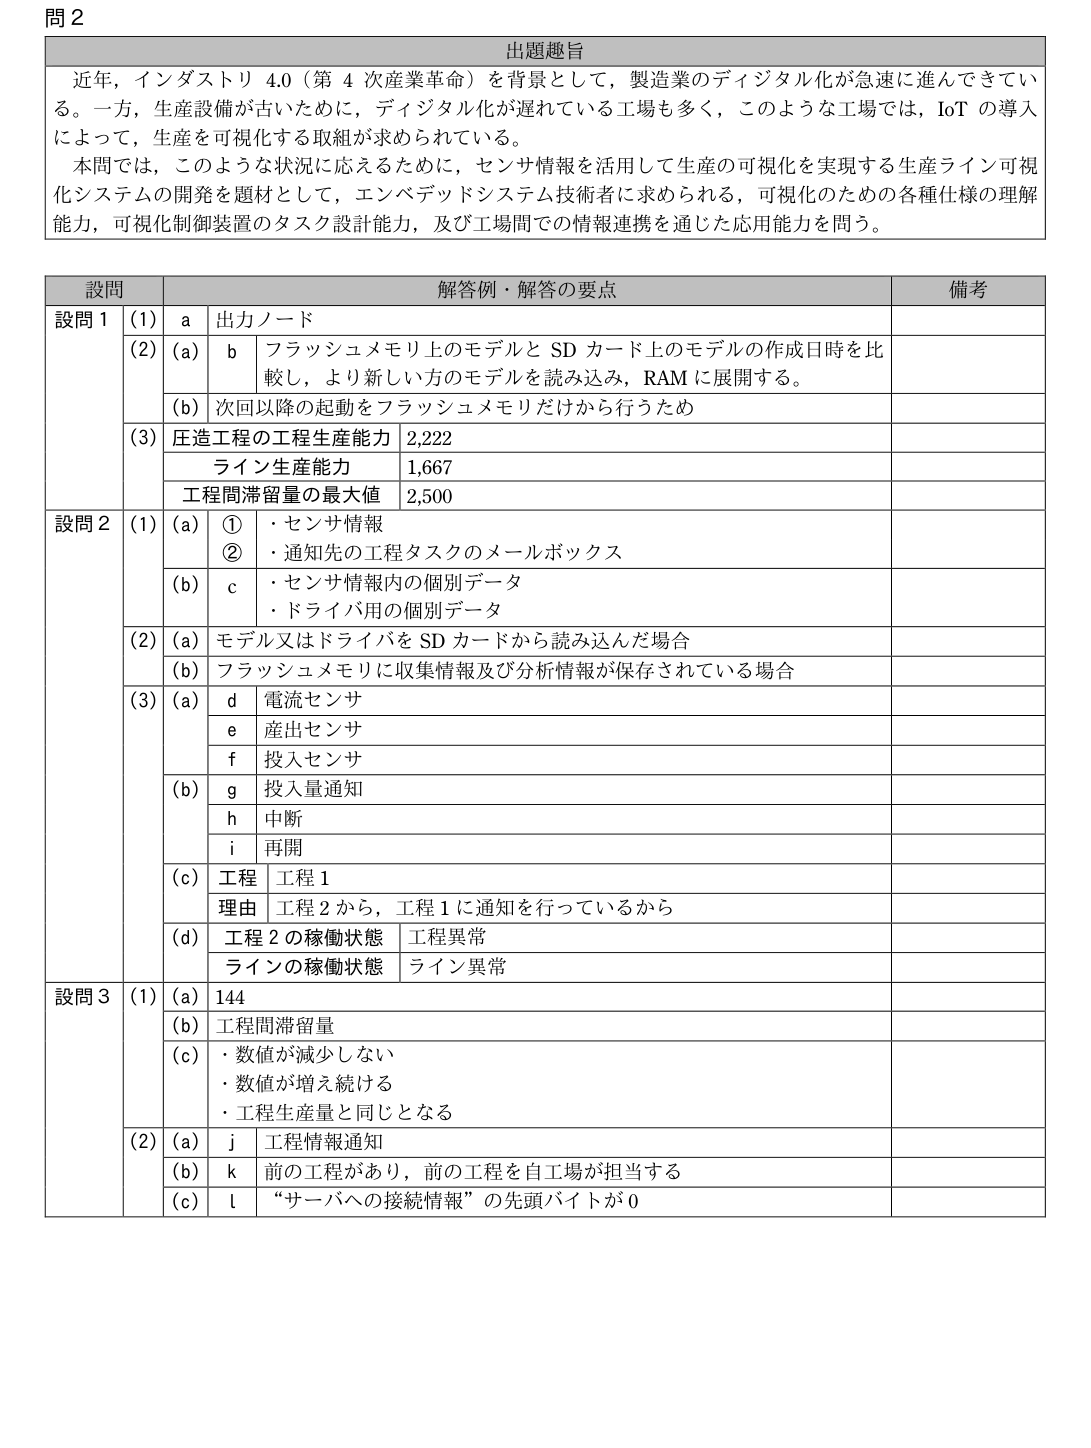 問２
出題趣旨
近年，インダストリ 4.0（第 4 次産業革命）を背景として，製造業のディジタル化が急速に進んできてい
る。一方，生産設備が古いために，ディジタル化が遅れている工場も多く，このような工場では，IoT の導入
によって，生産を可視化する取組が求められている。
本問では，このような状況に応えるために，センサ情報を活用して生産の可視化を実現する生産ライン可視
化システムの開発を題材として，エンベデッドシステム技術者に求められる，可視化のための各種仕様の理解
能力，可視化制御装置のタスク設計能力，及び工場間での情報連携を通じた応用能力を問う。
設問 解答例・解答の要点 備考
設問１ (1) a 出力ノード
(2) (a) b フラッシュメモリ上のモデルと SD カード上のモデルの作成日時を比
較し，より新しい方のモデルを読み込み，RAM に展開する。
(b) 次回以降の起動をフラッシュメモリだけから行うため
(3) 圧造工程の工程生産能力 2,222
ライン生産能力 1,667
工程間滞留量の最大値 2,500
設問２ (1) (a) ① ・センサ情報
② ・通知先の工程タスクのメールボックス
(b) c ・センサ情報内の個別データ
・ドライバ用の個別データ
(2) (a) モデル又はドライバを SD カードから読み込んだ場合
(b) フラッシュメモリに収集情報及び分析情報が保存されている場合
(3) (a) d 電流センサ
e 産出センサ
f 投入センサ
(b) g 投入量通知
h 中断
i 再開
(c) 工程 工程 1
理由 工程 2 から，工程 1 に通知を行っているから
(d) 工程２の稼働状態 工程異常
ラインの稼働状態 ライン異常
設問３ (1) (a) 144
(b) 工程間滞留量
(c) ・数値が減少しない
・数値が増え続ける
・工程生産量と同じとなる
(2) (a) j 工程情報通知
(b) k 前の工程があり，前の工程を自工場が担当する
(c) l “サーバへの接続情報”の先頭バイトが 0